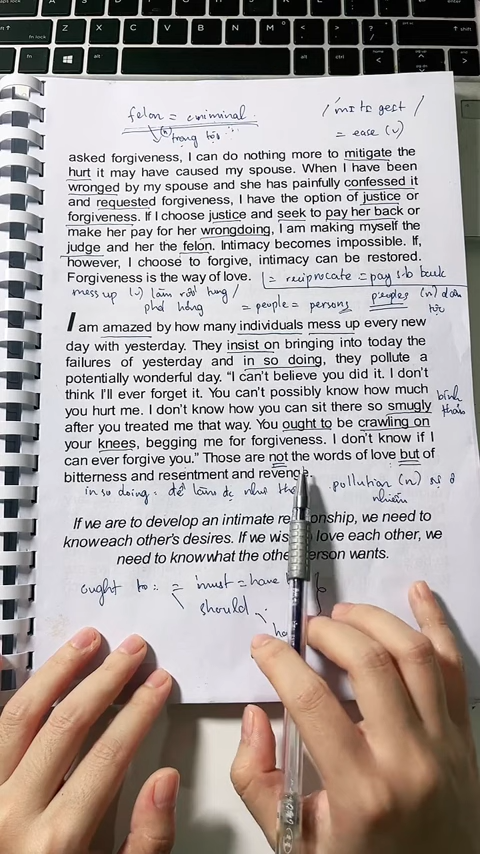 felon = criminal
(n) trong tội
/ˈmɪtɪgeɪt/
= ease (v)
asked forgiveness, I can do nothing more to mitigate the
hurt it may have caused my spouse. When I have been
wronged by my spouse and she has painfully confessed it
and requested forgiveness, I have the option of justice or
forgiveness. If I choose justice and seek to pay her back or
make her pay for her wrongdoing, I am making myself the
judge and her the felon. Intimacy becomes impossible. If,
however, I choose to forgive, intimacy can be restored.
Forgiveness is the way of love.
= reciprocate = pay s.b back
mess up (v) làm rối tung /
phá hỏng
= people = persons
peoples (n) dân
tộc
I am amazed by how many individuals mess up every new
day with yesterday. They insist on bringing into today the
failures of yesterday and in so doing, they pollute a
potentially wonderful day. “I can’t believe you did it. I don’t
think I’ll ever forget it. You can’t possibly know how much
you hurt me. I don’t know how you can sit there so smugly
after you treated me that way. You ought to be crawling on
your knees, begging me for forgiveness. I don’t know if I
can ever forgive you.” Those are not the words of love but of
bitterness and resentment and revenge.
in so doing: để làm đc như thế
pollution (n) sự ô
nhiễm
If we are to develop an intimate relationship, we need to
know each other’s desires. If we wish to love each other, we
need to know what the other person wants.
ought to: = must = have
should